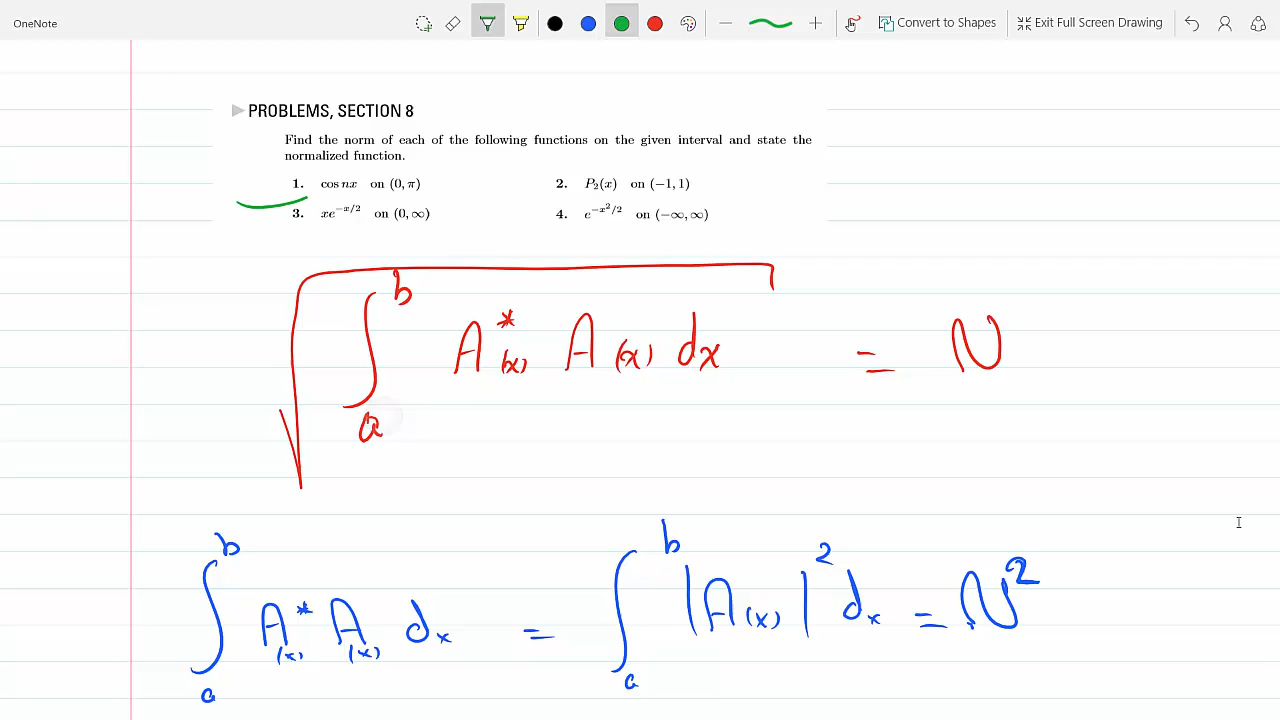 OneNote
Convert to Shapes
Exit Full Screen Drawing
PROBLEMS, SECTION 8
Find the norm of each of the following functions on the given interval and state the
normalized function.
1. cos nx on (0, π) 2. P₂(x) on (−1, 1)
3. xe^{−x/2} on (0, ∞) 4. e^{−x²/2} on (−∞, ∞)
√(∫_a^b A*(x) A(x) dx) = N
∫_a^b A*(x) A(x) dx = ∫_a^b |A(x)|² dx = N²